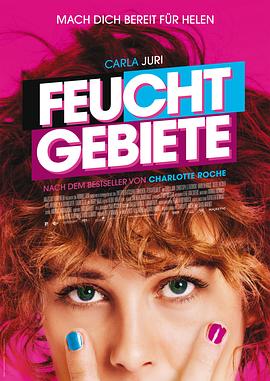 MACH DICH BEREIT FÜR HELEN
CARLA JURI
FEUCHT
GEBIETE
NACH DEM BESTSELLER VON CHARLOTTE ROCHE